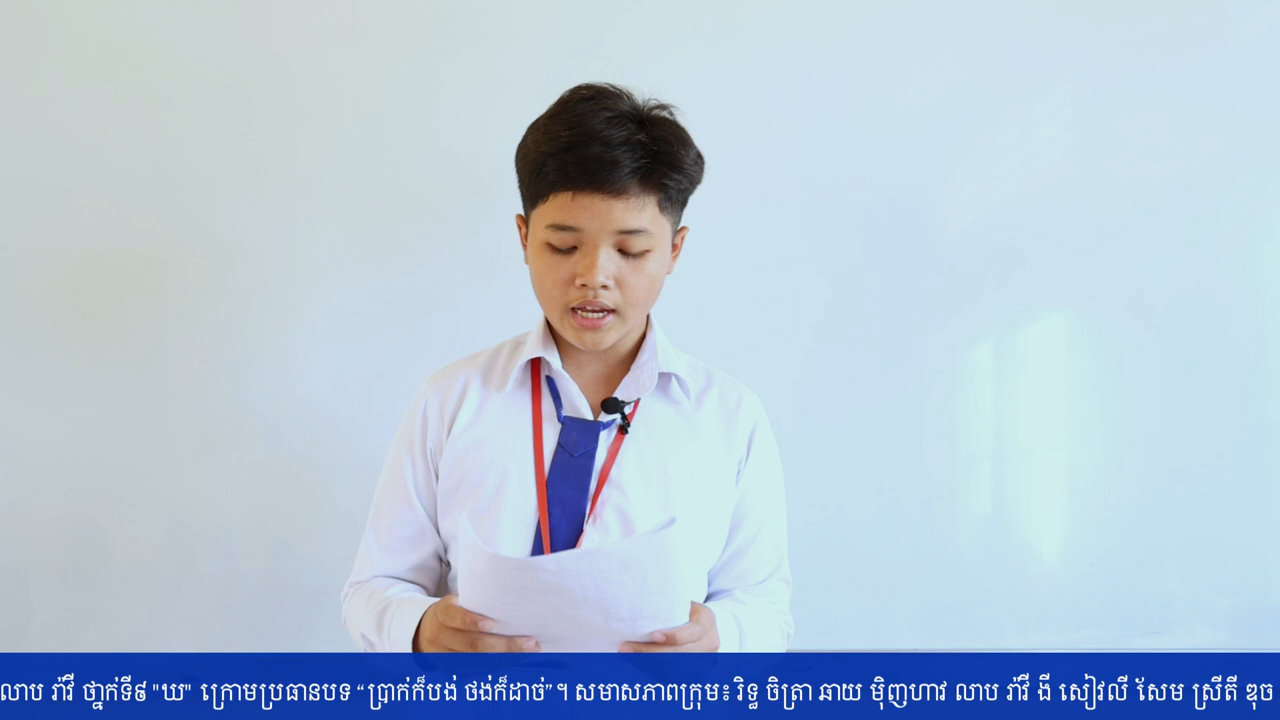 លាប រ៉ាវី ថ្នាក់ទី៩ "ឃ" ក្រោមប្រធានបទ “ប្រាក់ក៏បង់ ថង់ក៏ដាច់”។ សមាសភាពក្រុម៖ រិទ្ធ ចិត្រា ឆាយ ម៉ិញហាវ លាប រ៉ាវី ងី សៀវលី សែម ស្រីតី ឌុច